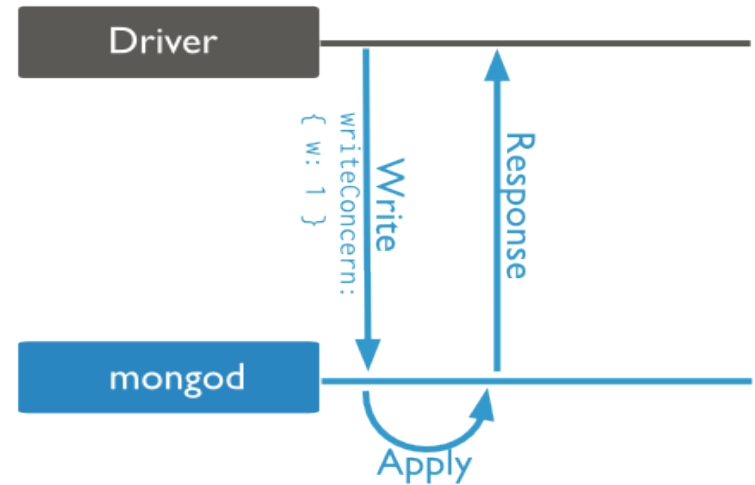 Driver
writeConcern:
{ w: 1 }
Write
Response
mongod
Apply